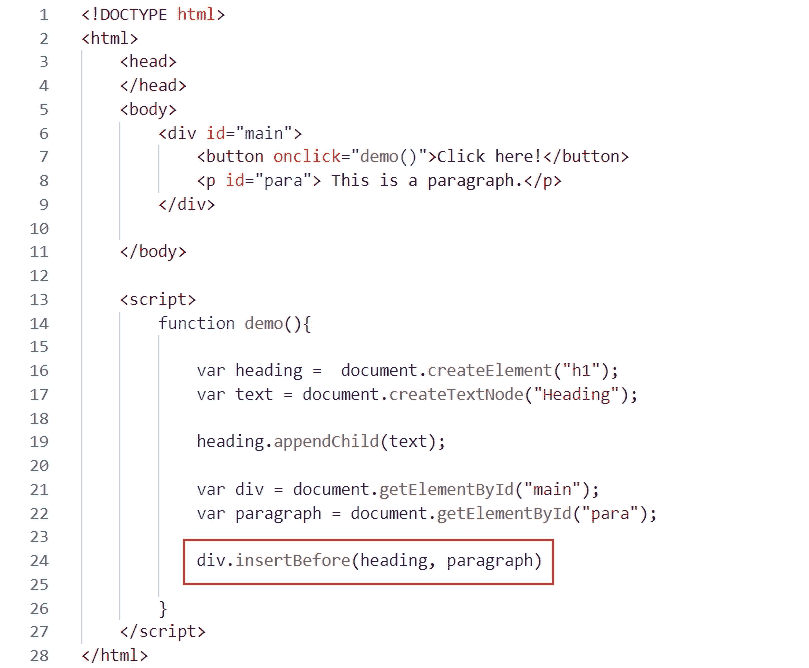 1 <!DOCTYPE html>
2 <html>
3     <head>
4     </head>
5     <body>
6         <div id="main">
7             <button onclick="demo()">Click here!</button>
8             <p id="para"> This is a paragraph.</p>
9         </div>
10
11     </body>
12
13     <script>
14         function demo(){
15
16             var heading =  document.createElement("h1");
17             var text = document.createTextNode("Heading");
18
19             heading.appendChild(text);
20
21             var div = document.getElementById("main");
22             var paragraph = document.getElementById("para");
23
24             div.insertBefore(heading, paragraph)
25
26         }
27     </script>
28 </html>